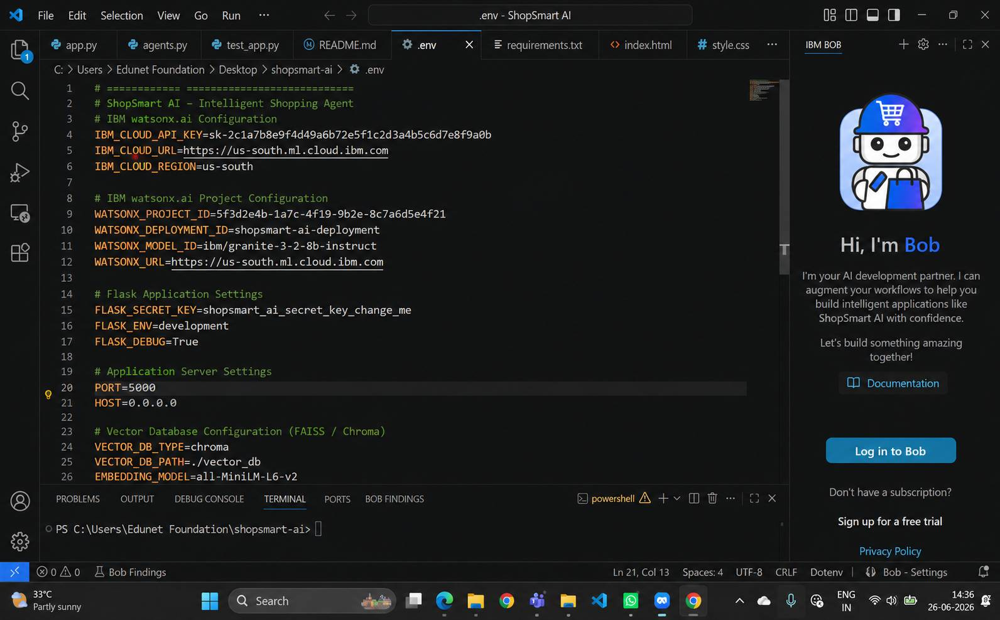 File Edit Selection View Go Run ···
.env - ShopSmart AI
app.py agents.py test_app.py README.md .env requirements.txt index.html style.css ···
C: > Users > Edunet Foundation > Desktop > shopsmart-ai > .env
1 # ============ ===========================
2 # ShopSmart AI – Intelligent Shopping Agent
3 # IBM watsonx.ai Configuration
4 IBM_CLOUD_API_KEY=sk-2c1a7b8e9f4d49a6b72e5f1c2d3a4b5c6d7e8f9a0b
5 IBM_CLOUD_URL=https://us-south.ml.cloud.ibm.com
6 IBM_CLOUD_REGION=us-south
7
8 # IBM watsonx.ai Project Configuration
9 WATSONX_PROJECT_ID=5f3d2e4b-1a7c-4f19-9b2e-8c7a6d5e4f21
10 WATSONX_DEPLOYMENT_ID=shopsmart-ai-deployment
11 WATSONX_MODEL_ID=ibm/granite-3-2-8b-instruct
12 WATSONX_URL=https://us-south.ml.cloud.ibm.com
13
14 # Flask Application Settings
15 FLASK_SECRET_KEY=shopsmart_ai_secret_key_change_me
16 FLASK_ENV=development
17 FLASK_DEBUG=True
18
19 # Application Server Settings
20 PORT=5000
21 HOST=0.0.0.0
22
23 # Vector Database Configuration (FAISS / Chroma)
24 VECTOR_DB_TYPE=chroma
25 VECTOR_DB_PATH=./vector_db
26 EMBEDDING_MODEL=all-MiniLM-L6-v2
1
T
PROBLEMS OUTPUT DEBUG CONSOLE TERMINAL PORTS BOB FINDINGS
powershell
PS C:\Users\Edunet Foundation\shopsmart-ai>
IBM BOB
Hi, I'm Bob
I'm your AI development partner. I can
augment your workflows to help you
build intelligent applications like
ShopSmart AI with confidence.
Let's build something amazing
together!
Documentation
Log in to Bob
Don't have a subscription?
Sign up for a free trial
Privacy Policy
0 0 Bob Findings
Ln 21, Col 13 Spaces: 4 UTF-8 CRLF Dotenv Bob - Settings
33°C
Partly sunny
Search
ENG
IN
14:36
26-06-2026